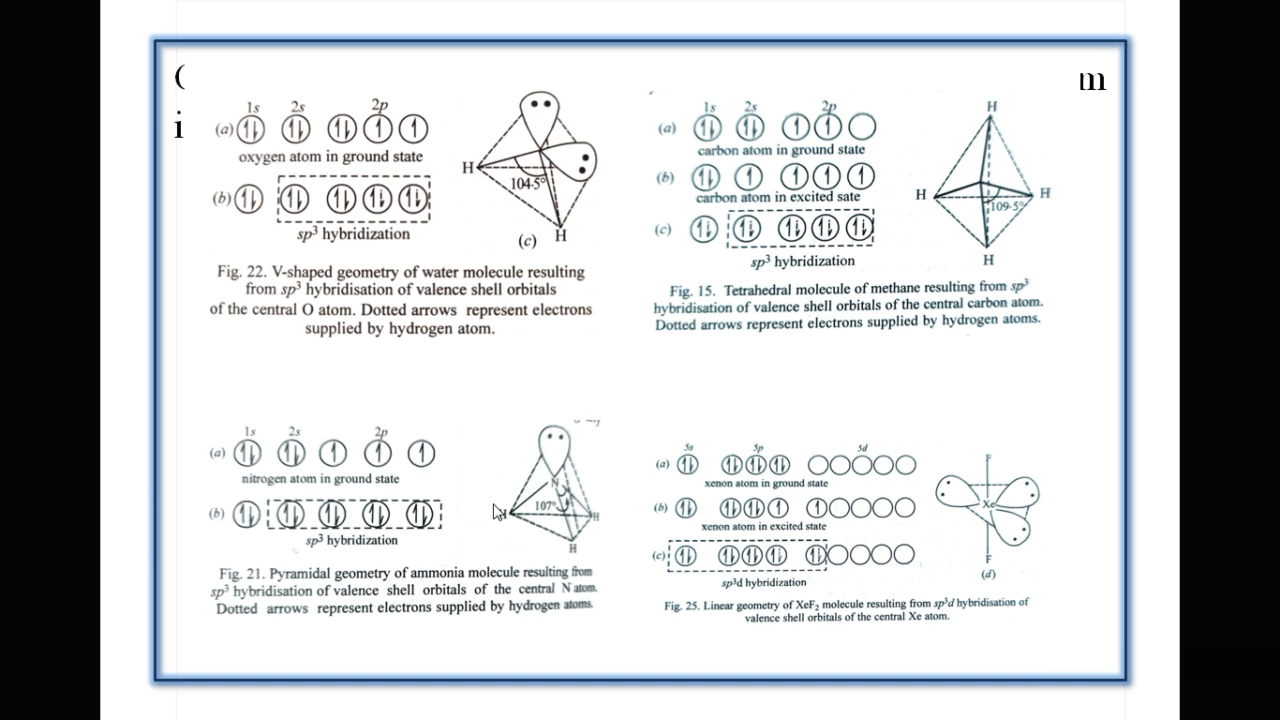 m
i
1s 2s 2p
(a)
oxygen atom in ground state
(b)
sp³ hybridization
H
104·5°
H
(c)
Fig. 22. V-shaped geometry of water molecule resulting
from sp³ hybridisation of valence shell orbitals
of the central O atom. Dotted arrows represent electrons
supplied by hydrogen atom.
1s 2s 2p
(a)
carbon atom in ground state
(b)
carbon atom in excited sate
(c)
sp³ hybridization
H
H
H
109·5°
H
Fig. 15. Tetrahedral molecule of methane resulting from sp³
hybridisation of valence shell orbitals of the central carbon atom.
Dotted arrows represent electrons supplied by hydrogen atoms.
1s 2s 2p
(a)
nitrogen atom in ground state
(b)
sp³ hybridization
N
107°
H
H
H
Fig. 21. Pyramidal geometry of ammonia molecule resulting from
sp³ hybridisation of valence shell orbitals of the central N atom.
Dotted arrows represent electrons supplied by hydrogen atoms.
5s 5p 5d
(a)
xenon atom in ground state
(b)
xenon atom in excited state
(c)
sp³d hybridization
F
Xe
F
(d)
Fig. 25. Linear geometry of XeF₂ molecule resulting from sp³d hybridisation of
valence shell orbitals of the central Xe atom.